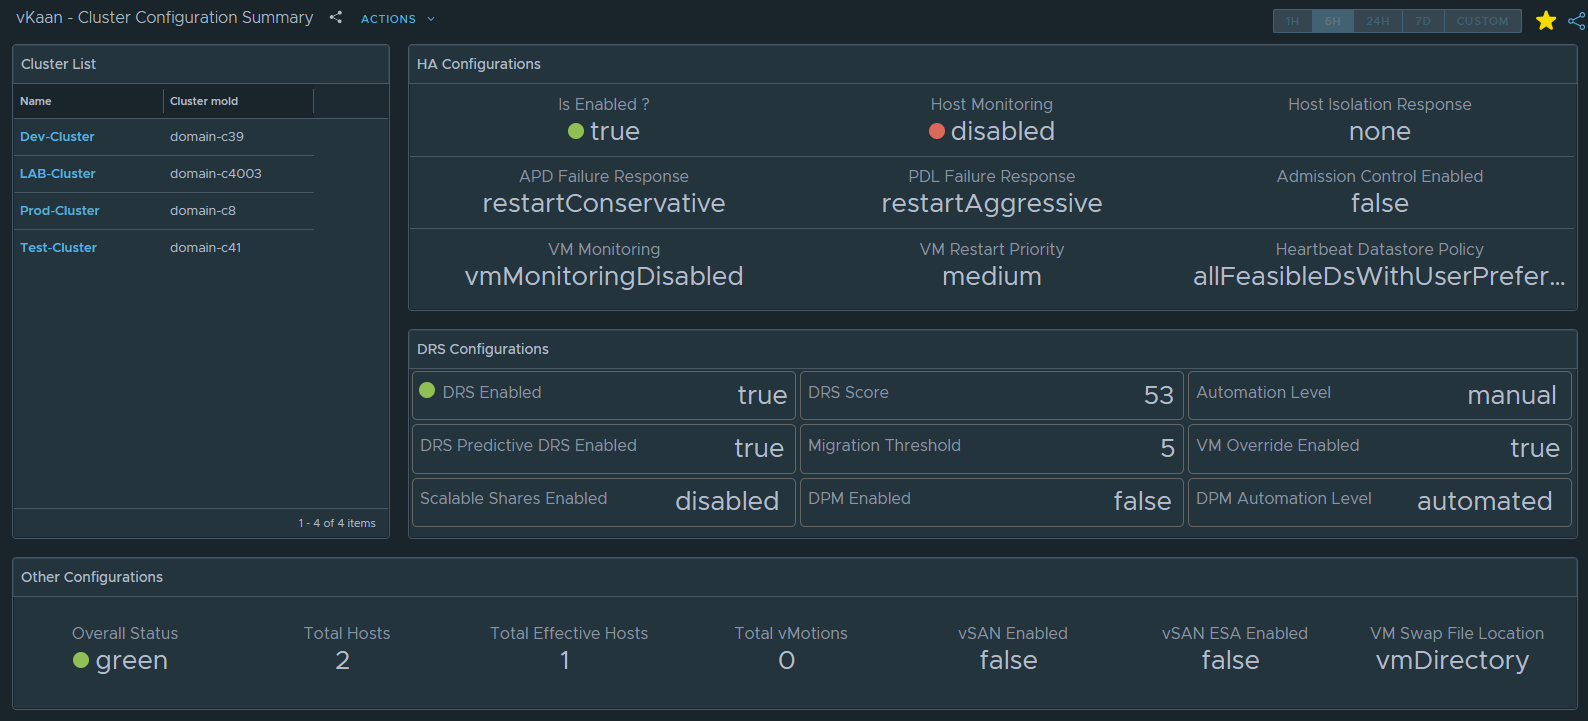 vKaan - Cluster Configuration Summary ACTIONS 1H 6H 24H 7D CUSTOM
Cluster List
Name Cluster moId
Dev-Cluster domain-c39
LAB-Cluster domain-c4003
Prod-Cluster domain-c8
Test-Cluster domain-c41
1 - 4 of 4 items
HA Configurations
Is Enabled ? Host Monitoring Host Isolation Response
true disabled none
APD Failure Response PDL Failure Response Admission Control Enabled
restartConservative restartAggressive false
VM Monitoring VM Restart Priority Heartbeat Datastore Policy
vmMonitoringDisabled medium allFeasibleDsWithUserPrefer...
DRS Configurations
DRS Enabled true DRS Score 53 Automation Level manual
DRS Predictive DRS Enabled true Migration Threshold 5 VM Override Enabled true
Scalable Shares Enabled disabled DPM Enabled false DPM Automation Level automated
Other Configurations
Overall Status Total Hosts Total Effective Hosts Total vMotions vSAN Enabled vSAN ESA Enabled VM Swap File Location
green 2 1 0 false false vmDirectory